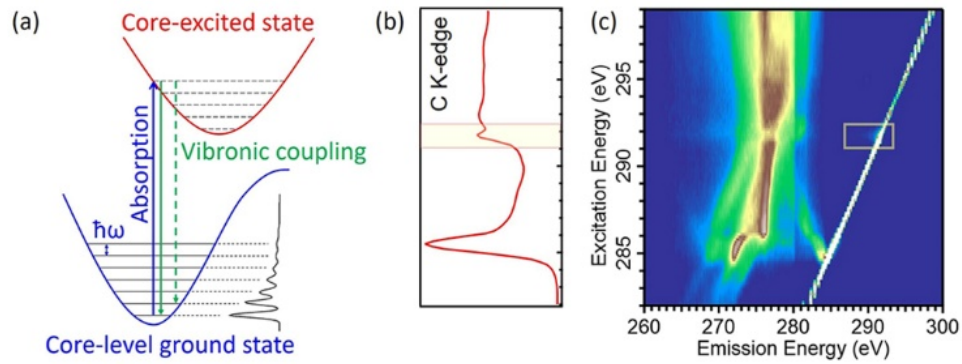 (a)
Core-excited state
Absorption
Vibronic coupling
ħω
Core-level ground state
(b)
C K-edge
(c)
Excitation Energy (eV)
295
290
285
260 270 280 290 300
Emission Energy (eV)